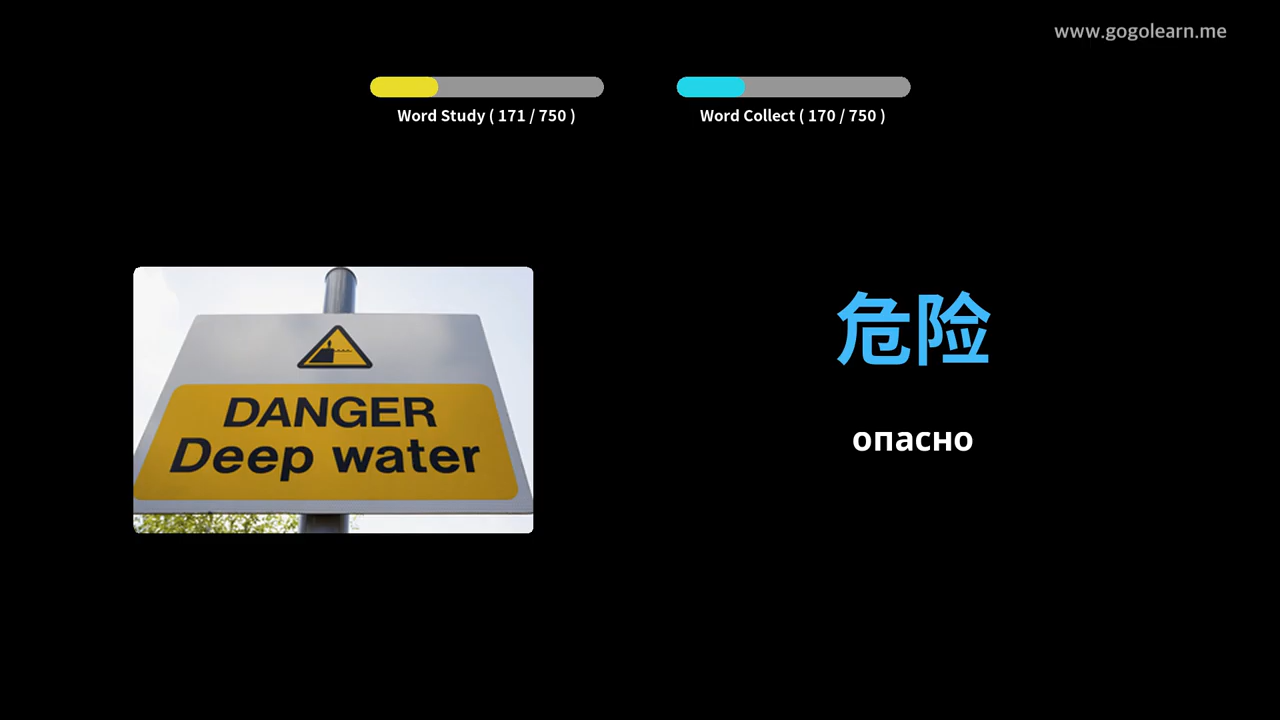 www.gogolearn.me
Word Study ( 171 / 750 )
Word Collect ( 170 / 750 )
DANGER
Deep water
危险
опасно